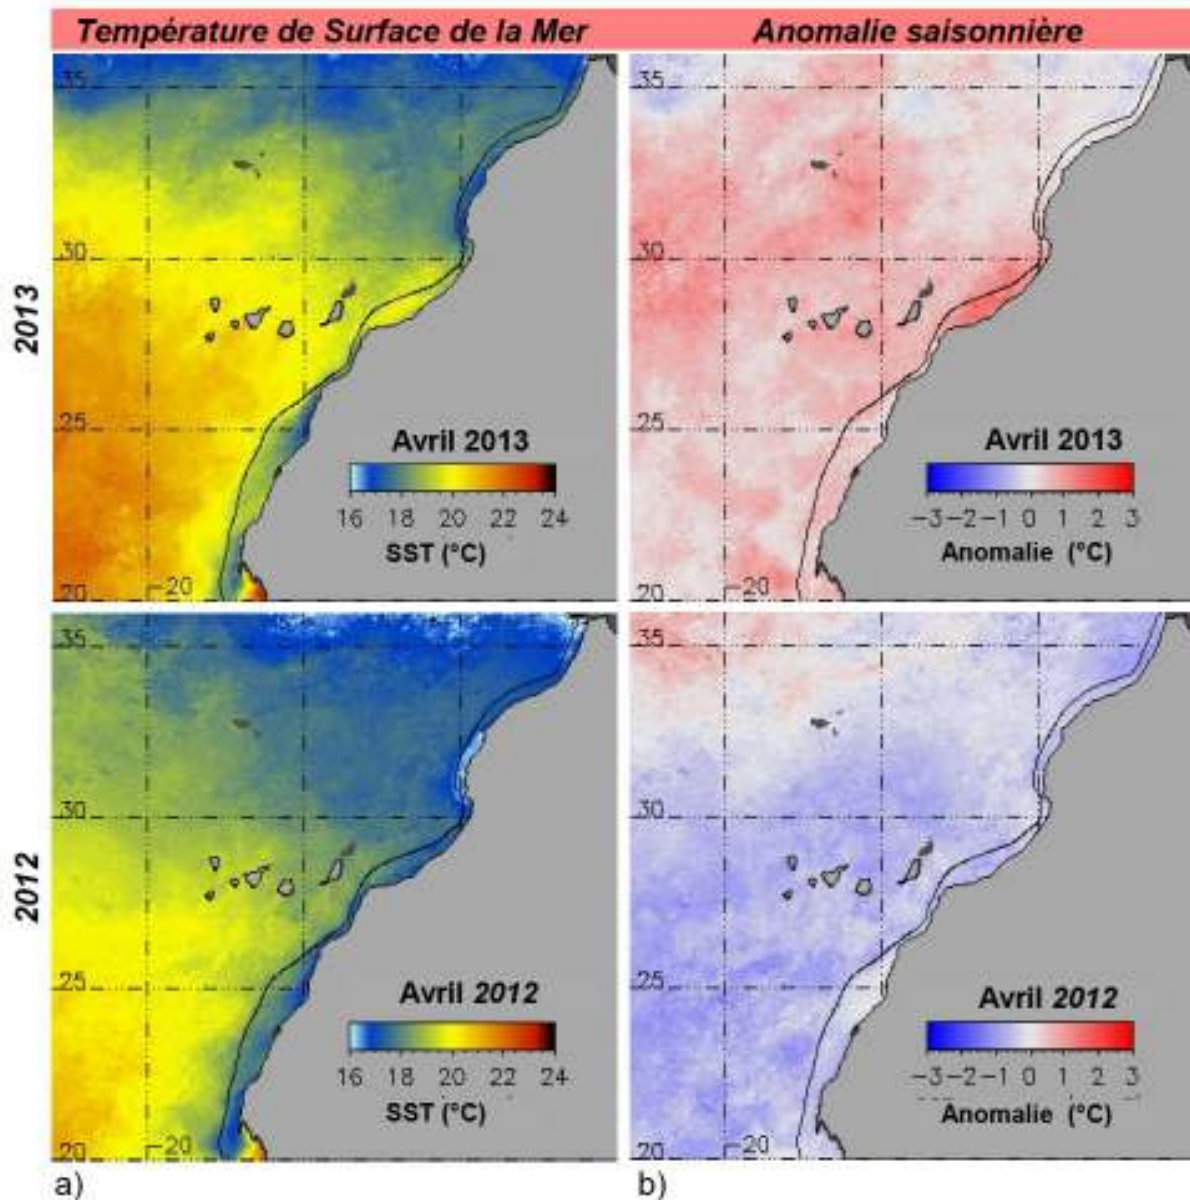 Température de Surface de la Mer
Anomalie saisonnière
2013
35
30
25
20
20
Avril 2013
16 18 20 22 24
SST (°C)
35
30
25
20
20
Avril 2013
−3 −2 −1 0 1 2 3
Anomalie (°C)
2012
35
30
25
20
20
Avril 2012
16 18 20 22 24
SST (°C)
35
30
25
20
20
Avril 2012
−3 −2 −1 0 1 2 3
Anomalie (°C)
a)
b)